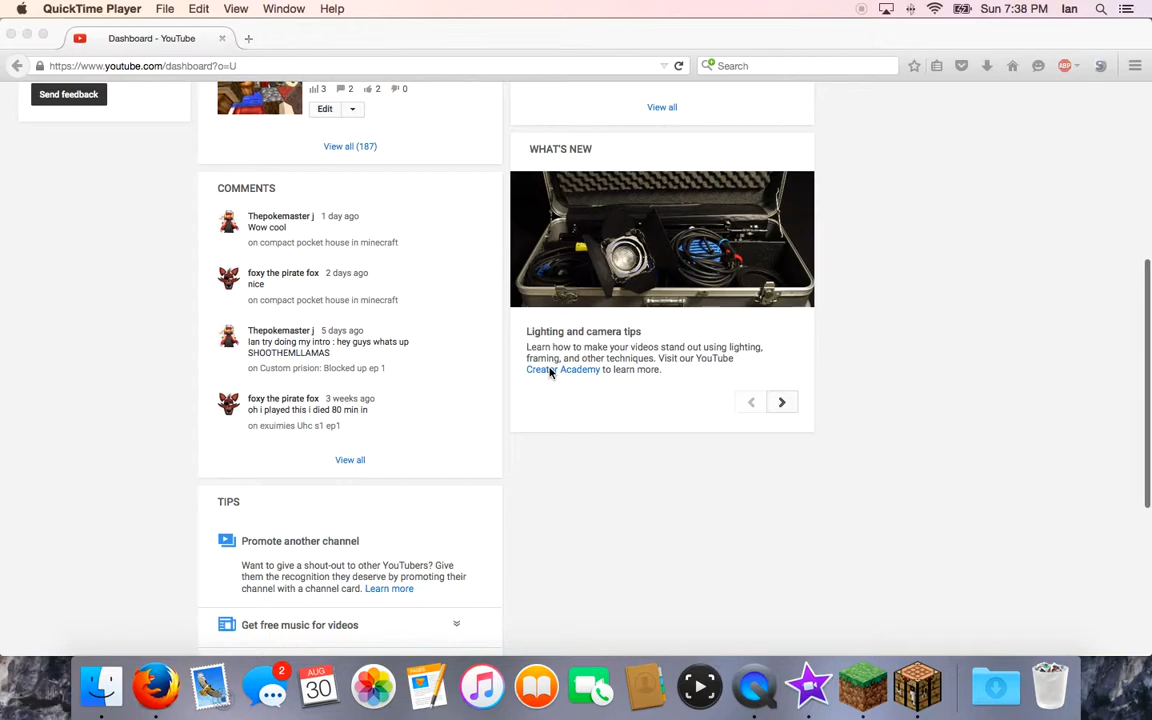 QuickTime Player File Edit View Window Help Sun 7:38 PM Ian
Dashboard - YouTube
https://www.youtube.com/dashboard?o=U Search
Send feedback
3 2 2 0
Edit
View all (187)
View all
WHAT'S NEW
COMMENTS
Thepokemaster j 1 day ago
Wow cool
on compact pocket house in minecraft
foxy the pirate fox 2 days ago
nice
on compact pocket house in minecraft
Thepokemaster j 5 days ago
Ian try doing my intro : hey guys whats up
SHOOTHEMLLAMAS
on Custom prision: Blocked up ep 1
foxy the pirate fox 3 weeks ago
oh i played this i died 80 min in
on exuimies Uhc s1 ep1
View all
Lighting and camera tips
Learn how to make your videos stand out using lighting,
framing, and other techniques. Visit our YouTube
Creator Academy to learn more.
TIPS
Promote another channel
Want to give a shout-out to other YouTubers? Give
them the recognition they deserve by promoting their
channel with a channel card. Learn more
Get free music for videos
2
AUG
30